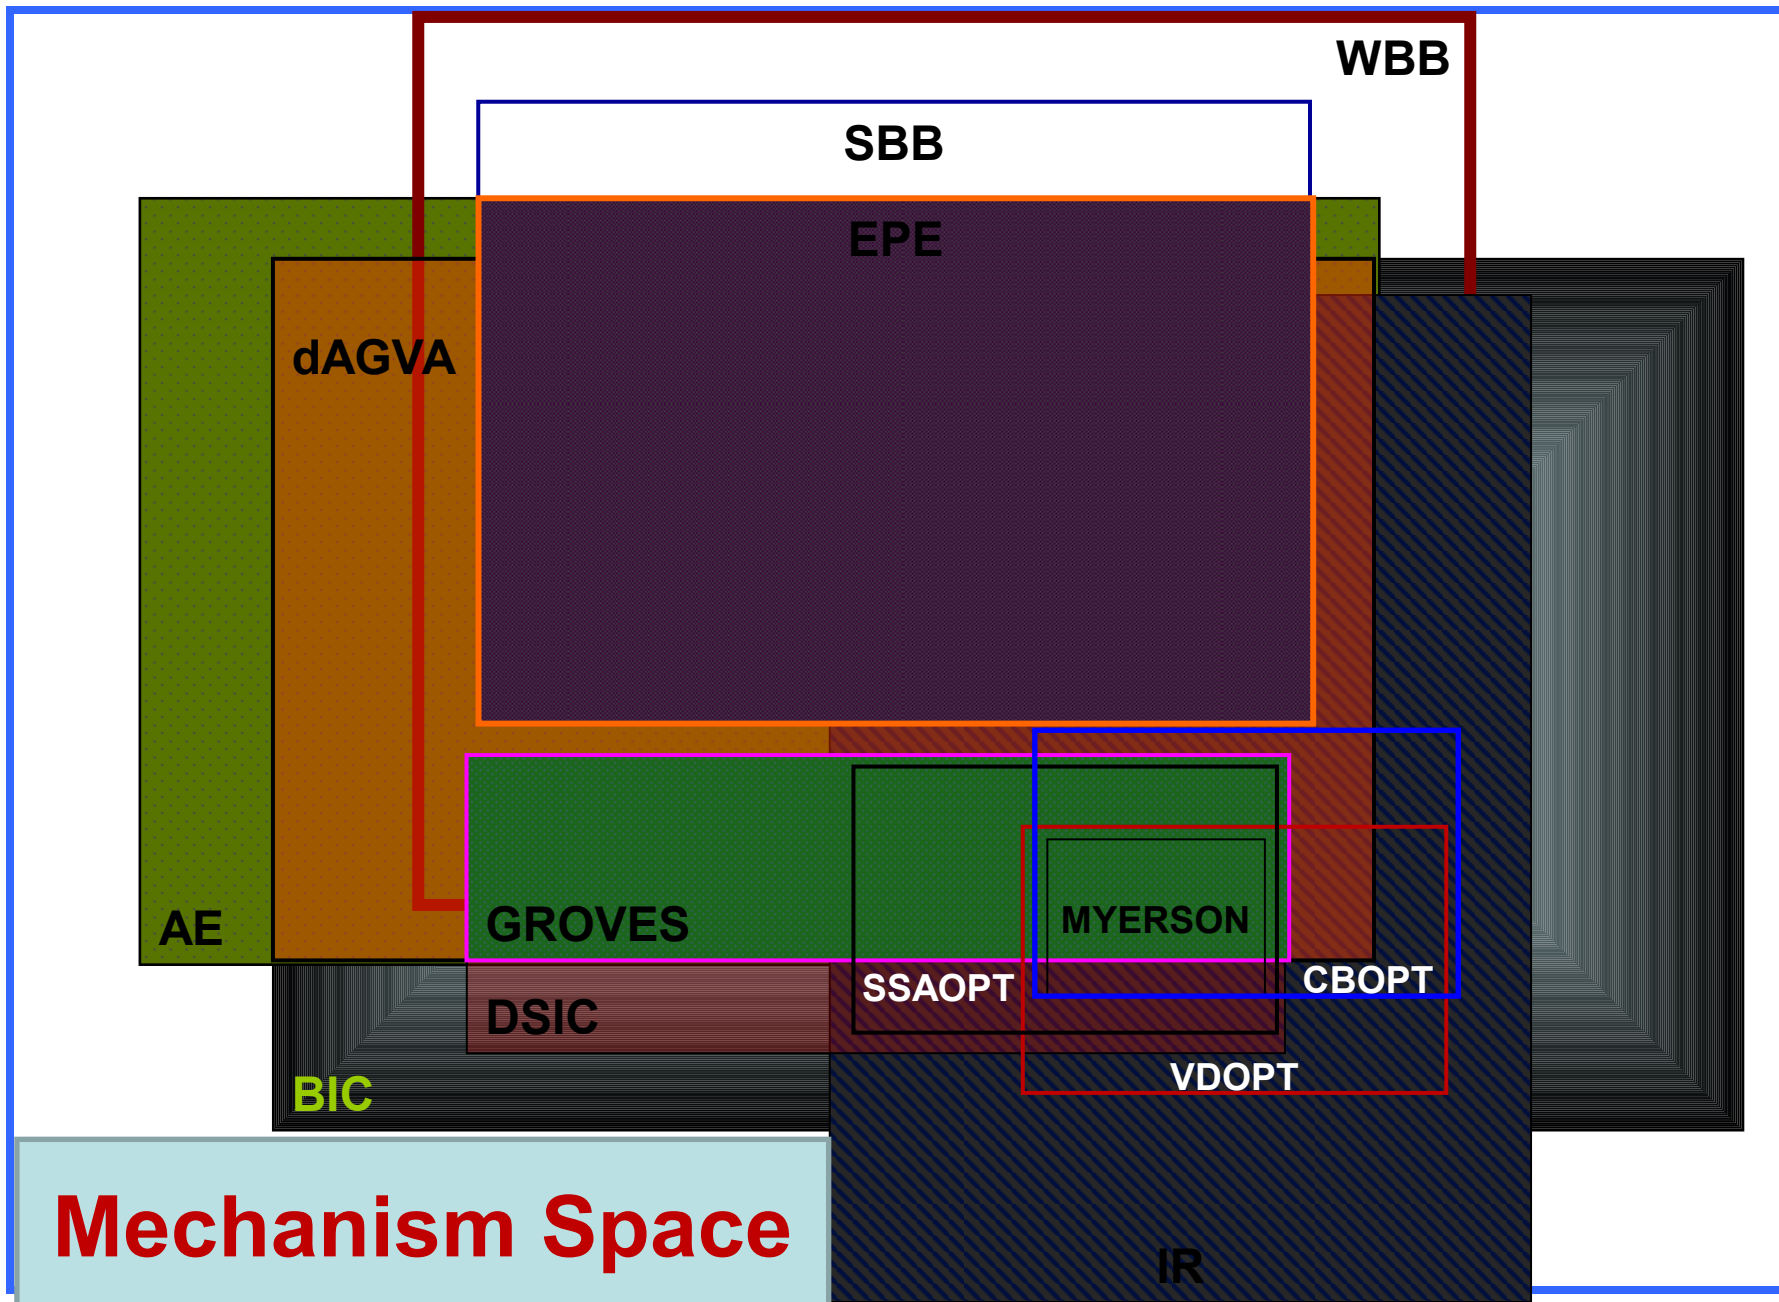 WBB
SBB
EPE
dAGVA
AE
GROVES
MYERSON
SSAOPT
CBOPT
DSIC
VDOPT
BIC
Mechanism Space
IR